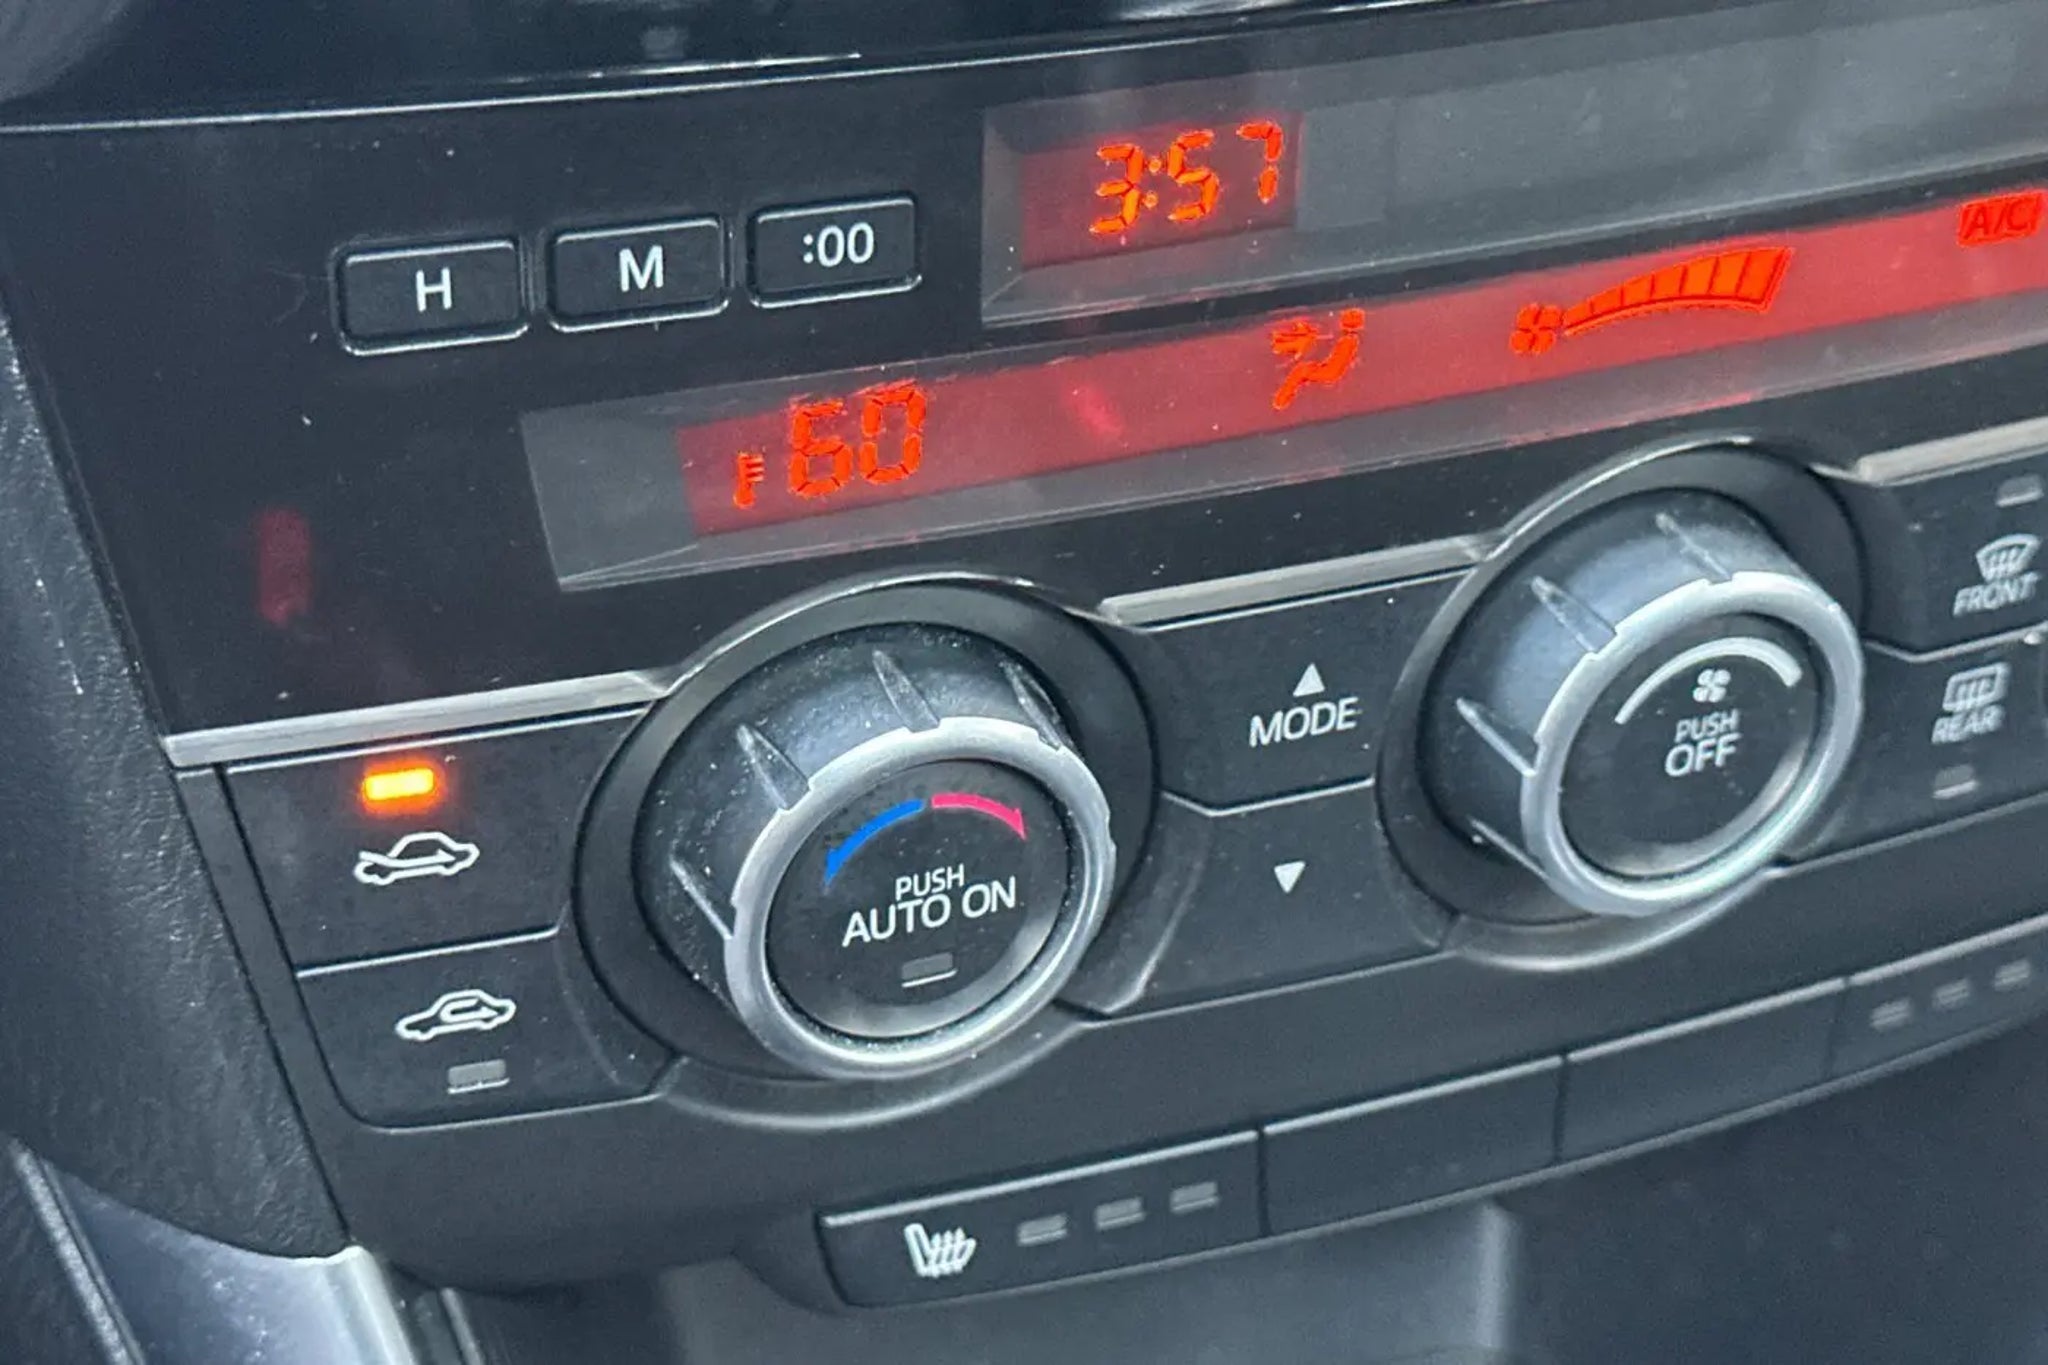 3:57
H
M
:00
A/C
60
FRONT
MODE
PUSH
OFF
REAR
PUSH
AUTO ON